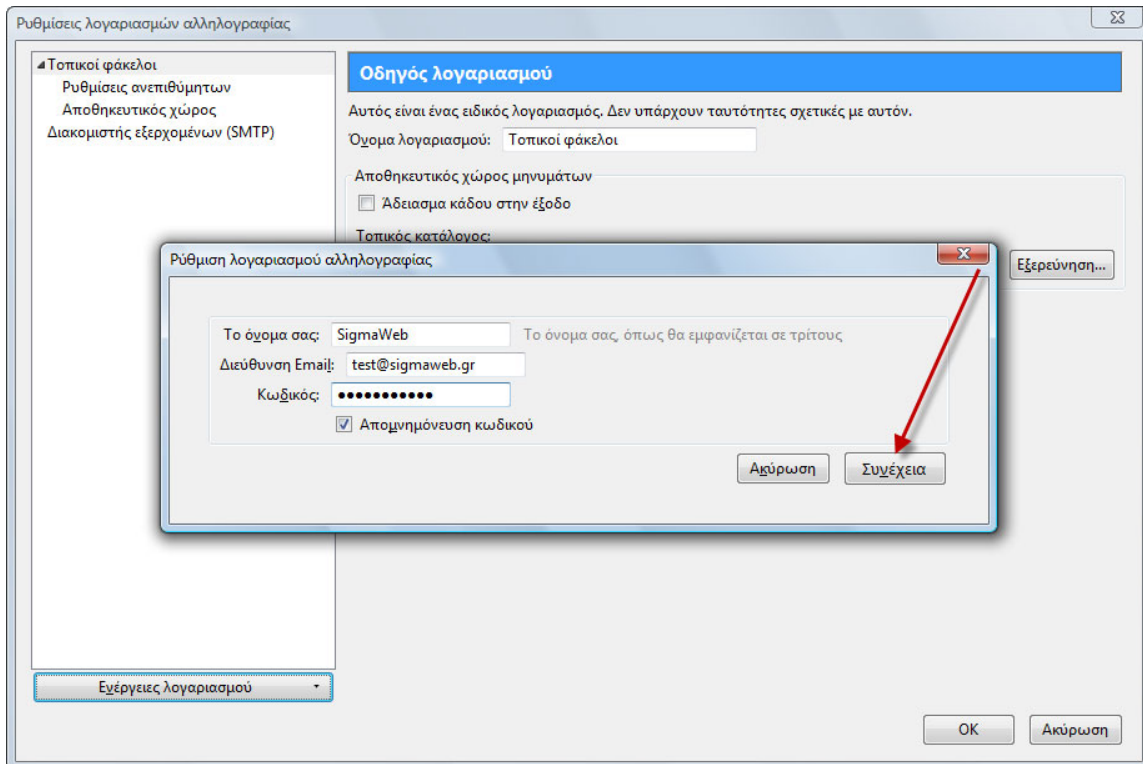 Ρυθμίσεις λογαριασμών αλληλογραφίας
Τοπικοί φάκελοι
Ρυθμίσεις ανεπιθύμητων
Αποθηκευτικός χώρος
Διακομιστής εξερχομένων (SMTP)
Οδηγός λογαριασμού
Αυτός είναι ένας ειδικός λογαριασμός. Δεν υπάρχουν ταυτότητες σχετικές με αυτόν.
Όνομα λογαριασμού: Τοπικοί φάκελοι
Αποθηκευτικός χώρος μηνυμάτων
Άδειασμα κάδου στην έξοδο
Τοπικός κατάλογος:
Εξερεύνηση...
Ρύθμιση λογαριασμού αλληλογραφίας
Το όνομα σας: SigmaWeb Το όνομα σας, όπως θα εμφανίζεται σε τρίτους
Διεύθυνση Email: test@sigmaweb.gr
Κωδικός: •••••••••••
Απομνημόνευση κωδικού
Ακύρωση Συνέχεια
Ενέργειες λογαριασμού
OK Ακύρωση